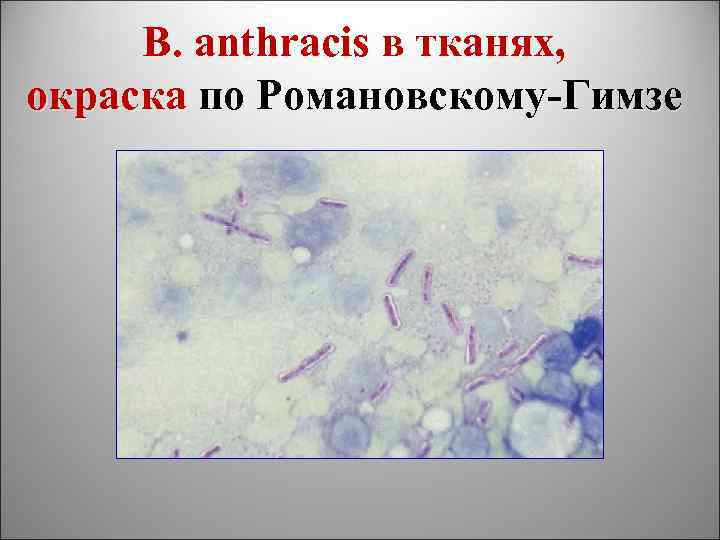 B. anthracis в тканях,
окраска по Романовскому-Гимзе